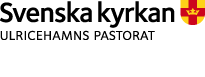 Svenska kyrkan
ULRICEHAMNS PASTORAT